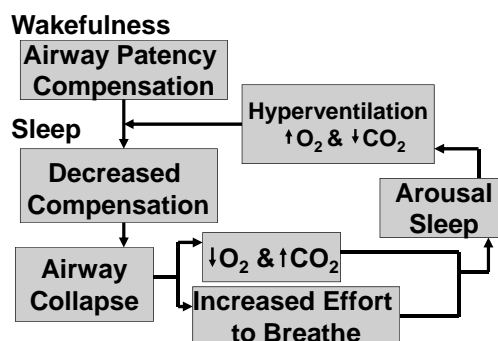 Wakefulness
Airway Patency
Compensation
Hyperventilation
↑O₂ & ↓CO₂
Sleep
Decreased
Compensation
Arousal
Sleep
Airway
Collapse
↓O₂ & ↑CO₂
Increased Effort
to Breathe